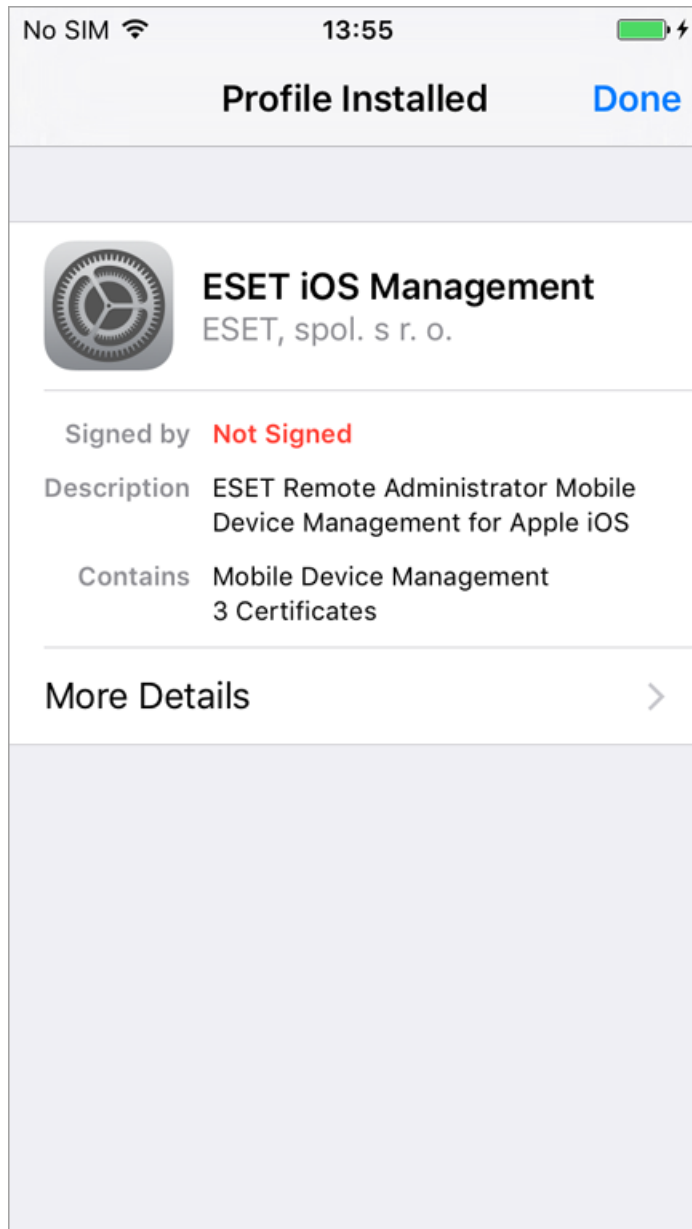 No SIM
13:55
Profile Installed
Done
ESET iOS Management
ESET, spol. s r. o.
Signed by Not Signed
Description ESET Remote Administrator Mobile
Device Management for Apple iOS
Contains Mobile Device Management
3 Certificates
More Details